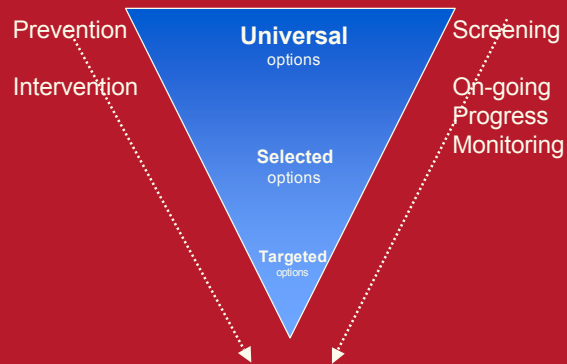 Prevention
Intervention
Universal
options
Selected
options
Targeted
options
Screening
On-going
Progress
Monitoring